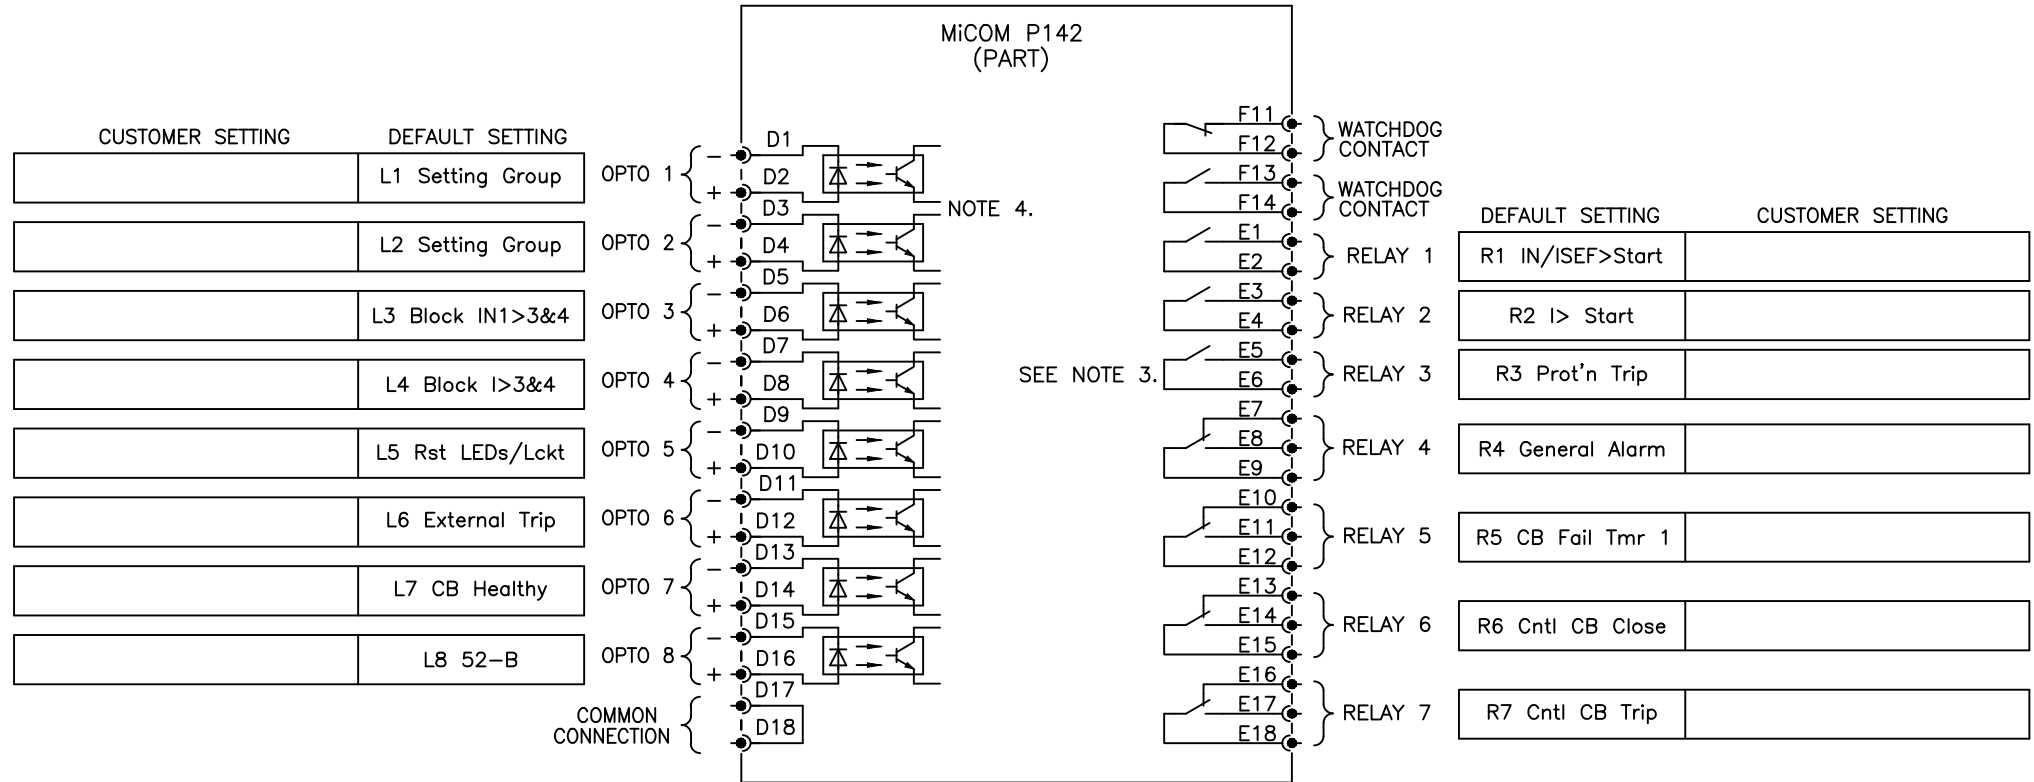 MiCOM P142
(PART)
CUSTOMER SETTING DEFAULT SETTING
L1 Setting Group OPTO 1 − D1
+ D2
L2 Setting Group OPTO 2 − D3
+ D4
L3 Block IN1>3&4 OPTO 3 − D5
+ D6
L4 Block I>3&4 OPTO 4 − D7
+ D8
L5 Rst LEDs/Lckt OPTO 5 − D9
+ D10
L6 External Trip OPTO 6 − D11
+ D12
L7 CB Healthy OPTO 7 − D13
+ D14
L8 52−B OPTO 8 − D15
+ D16
COMMON
CONNECTION
D17
D18
NOTE 4.
SEE NOTE 3.
F11
F12
WATCHDOG
CONTACT
F13
F14
WATCHDOG
CONTACT
DEFAULT SETTING CUSTOMER SETTING
E1
E2
RELAY 1 R1 IN/ISEF>Start
E3
E4
RELAY 2 R2 I> Start
E5
E6
RELAY 3 R3 Prot'n Trip
E7
E8
E9
RELAY 4 R4 General Alarm
E10
E11
E12
RELAY 5 R5 CB Fail Tmr 1
E13
E14
E15
RELAY 6 R6 Cntl CB Close
E16
E17
E18
RELAY 7 R7 Cntl CB Trip